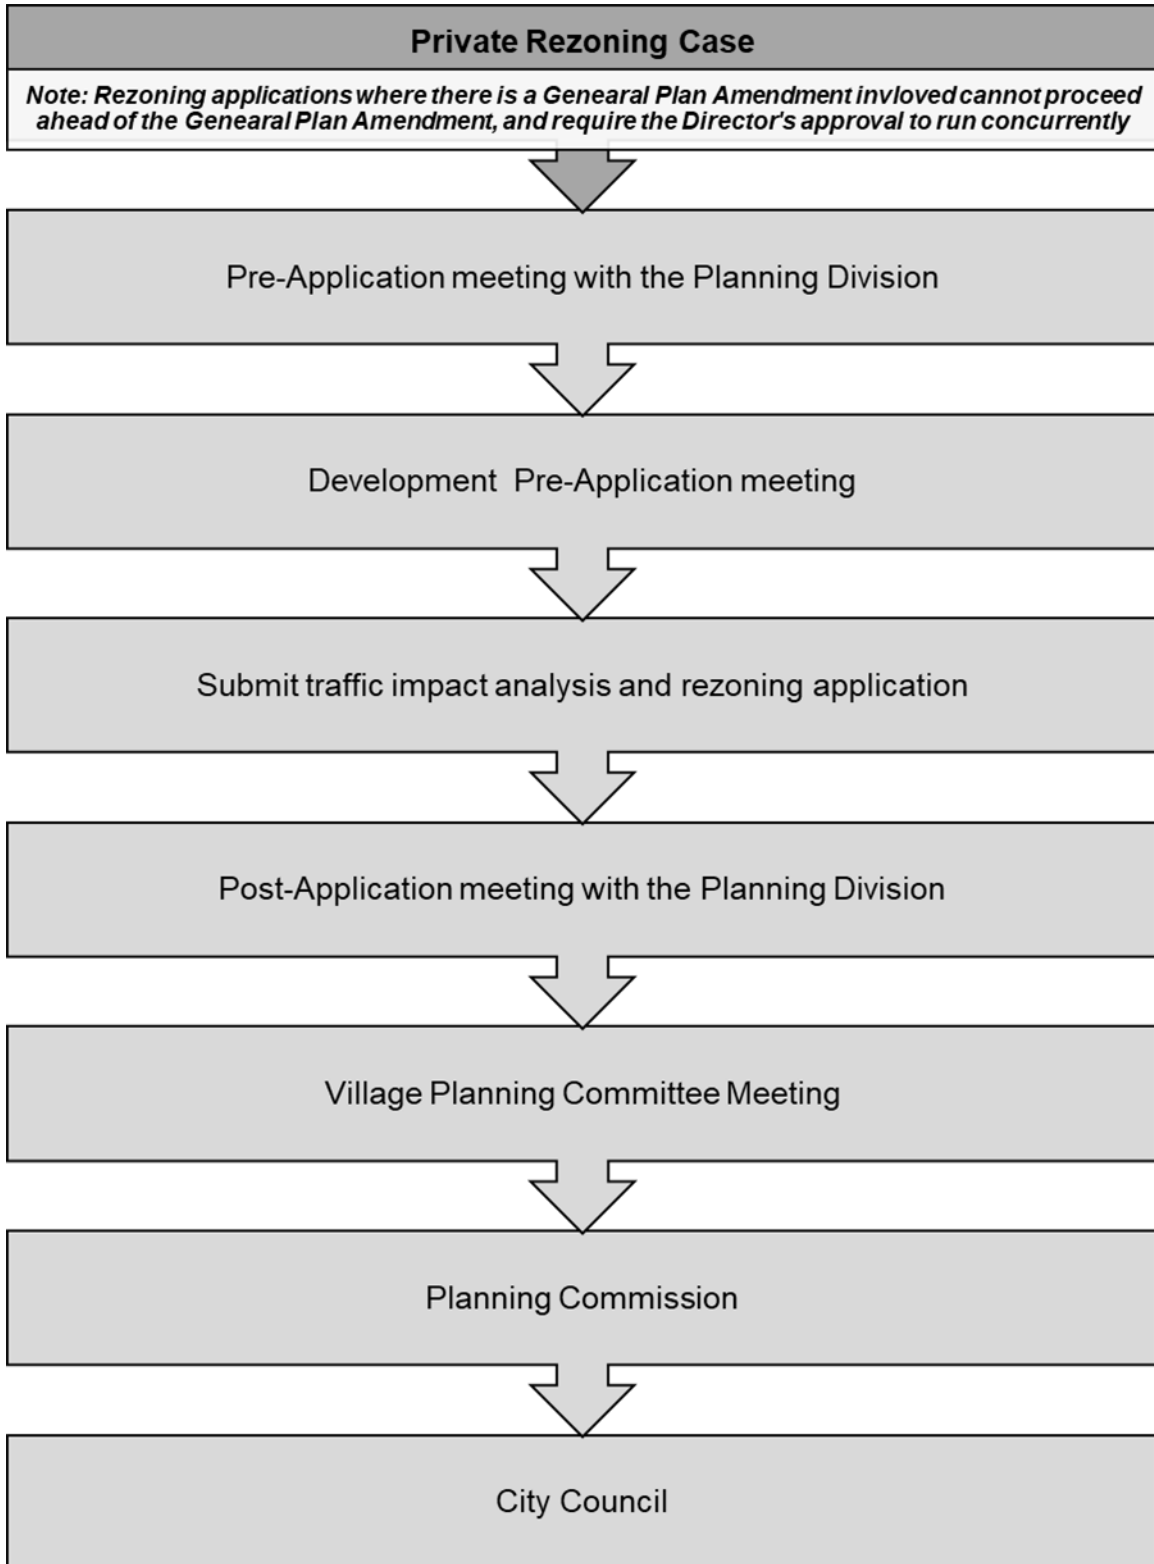 Private Rezoning Case
Note: Rezoning applications where there is a Genearal Plan Amendment invloved cannot proceed
ahead of the Genearal Plan Amendment, and require the Director's approval to run concurrently
Pre-Application meeting with the Planning Division
Development Pre-Application meeting
Submit traffic impact analysis and rezoning application
Post-Application meeting with the Planning Division
Village Planning Committee Meeting
Planning Commission
City Council